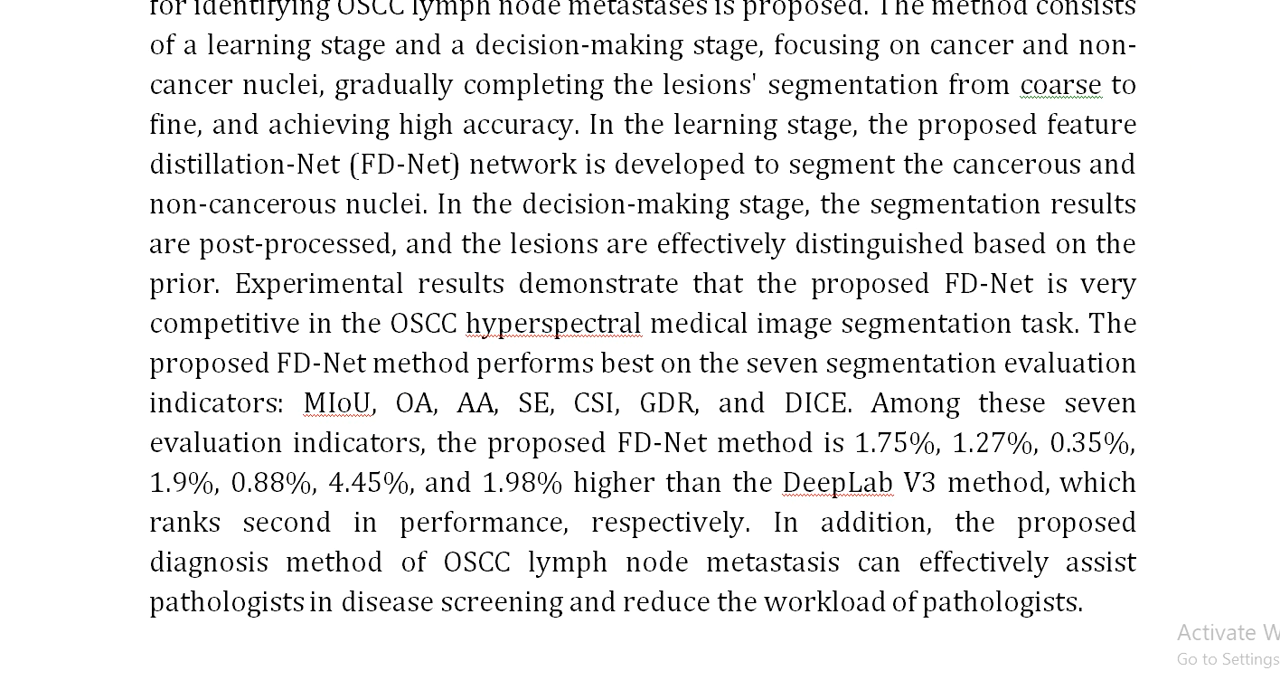 for identifying OSCC lymph node metastases is proposed. The method consists
of a learning stage and a decision-making stage, focusing on cancer and non-
cancer nuclei, gradually completing the lesions' segmentation from coarse to
fine, and achieving high accuracy. In the learning stage, the proposed feature
distillation-Net (FD-Net) network is developed to segment the cancerous and
non-cancerous nuclei. In the decision-making stage, the segmentation results
are post-processed, and the lesions are effectively distinguished based on the
prior. Experimental results demonstrate that the proposed FD-Net is very
competitive in the OSCC hyperspectral medical image segmentation task. The
proposed FD-Net method performs best on the seven segmentation evaluation
indicators: MIoU, OA, AA, SE, CSI, GDR, and DICE. Among these seven
evaluation indicators, the proposed FD-Net method is 1.75%, 1.27%, 0.35%,
1.9%, 0.88%, 4.45%, and 1.98% higher than the DeepLab V3 method, which
ranks second in performance, respectively. In addition, the proposed
diagnosis method of OSCC lymph node metastasis can effectively assist
pathologists in disease screening and reduce the workload of pathologists.
Activate W
Go to Settings